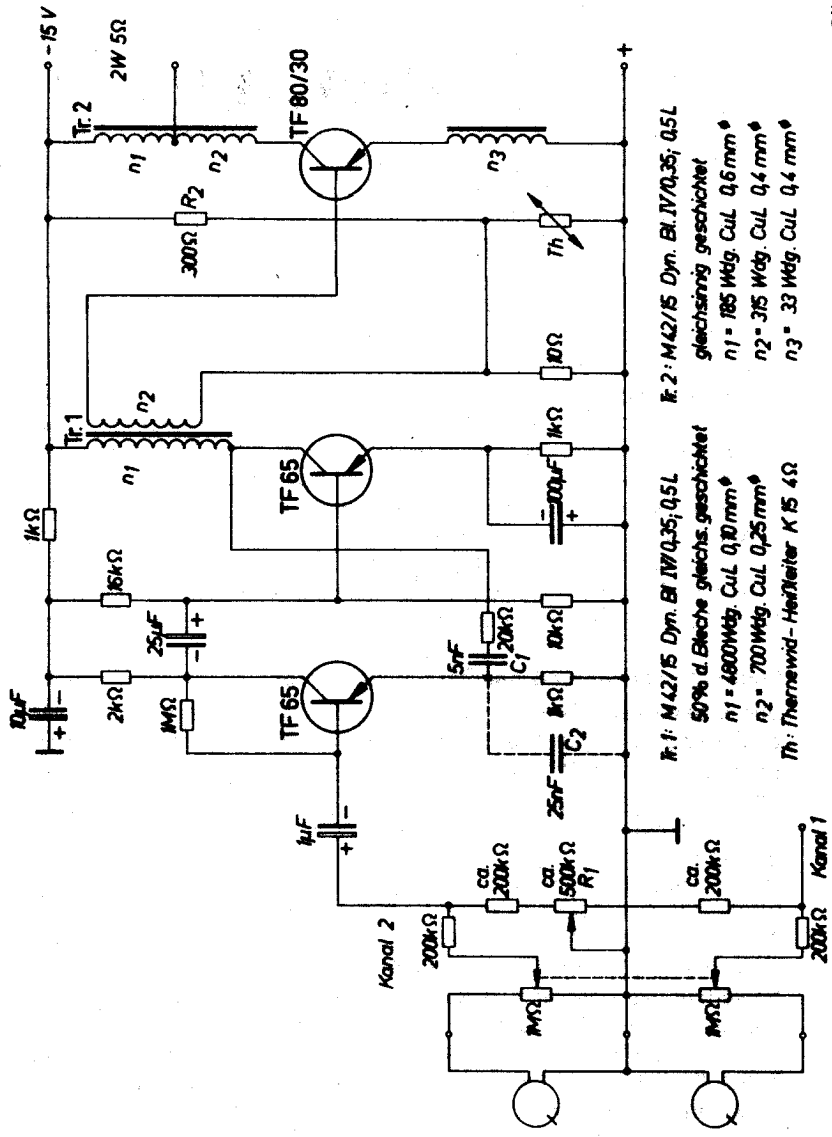 -15 V
2W 5Ω
Tr. 2
n1
n2
TF 80/30
n3
+
R2
300Ω
Th
Tr.1
n1
n2
10Ω
TF 65
1kΩ
100µF
- +
1kΩ
16kΩ
25µF
- +
20kΩ
10kΩ
5nF
C1
10µF
+ -
2kΩ
1MΩ
TF 65
1kΩ
25nF
C2
1µF
+ -
Kanal 2
200kΩ
ca.
200kΩ
ca.
500kΩ
R1
ca.
200kΩ
Kanal 1
200kΩ
1MΩ
1MΩ
Tr. 1: M 42/15 Dyn. Bl IV/0,35; 0,5 L
50% d. Bleche gleichs. geschichtet
n1 = 4800 Wdg. CuL 0,10 mm ϕ
n2 = 700 Wdg. CuL 0,25 mm ϕ
Th: Thernewid-Heißleiter K 15 4Ω
Tr. 2: M 42/15 Dyn. Bl. IV/0,35; 0,5 L
gleichsinnig geschichtet
n1 = 185 Wdg. CuL 0,6 mm ϕ
n2 = 315 Wdg. CuL 0,4 mm ϕ
n3 = 33 Wdg. CuL 0,4 mm ϕ